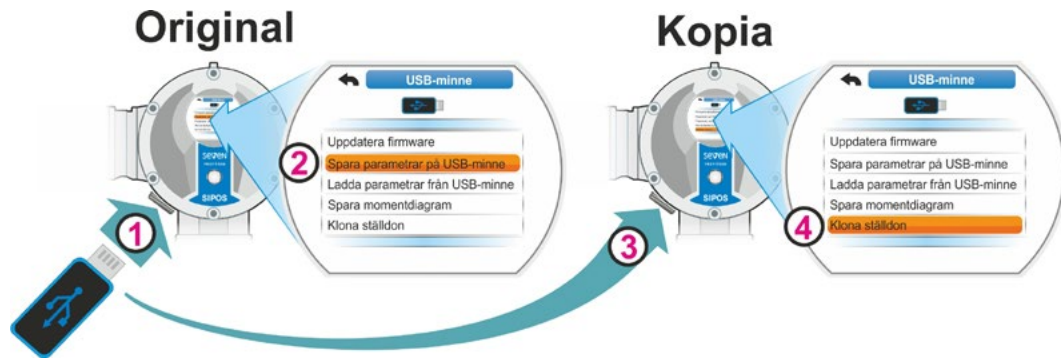 Original
Kopia
USB-minne
Uppdatera firmware
2
Spara parametrar på USB-minne
Ladda parametrar från USB-minne
Spara momentdiagram
Klona ställdon
SEVEN
SIPOS
1
USB-minne
Uppdatera firmware
Spara parametrar på USB-minne
Ladda parametrar från USB-minne
Spara momentdiagram
4
Klona ställdon
SEVEN
SIPOS
3